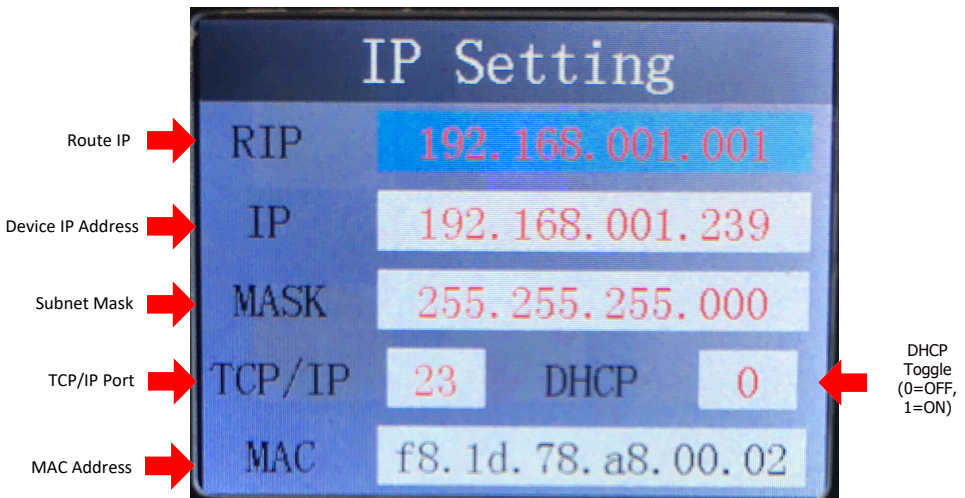 IP Setting
Route IP RIP 192.168.001.001
Device IP Address IP 192.168.001.239
Subnet Mask MASK 255.255.255.000
TCP/IP Port TCP/IP 23 DHCP 0
DHCP
Toggle
(0=OFF,
1=ON)
MAC Address MAC f8.1d.78.a8.00.02